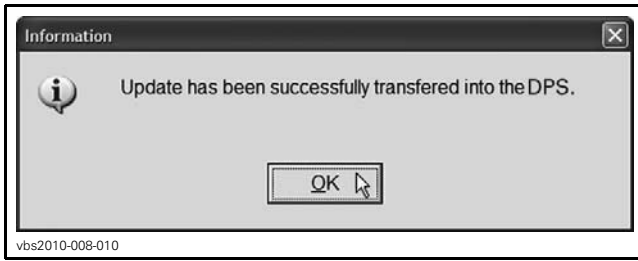 Information
Update has been successfully transfered into the DPS.
OK
vbs2010-008-010